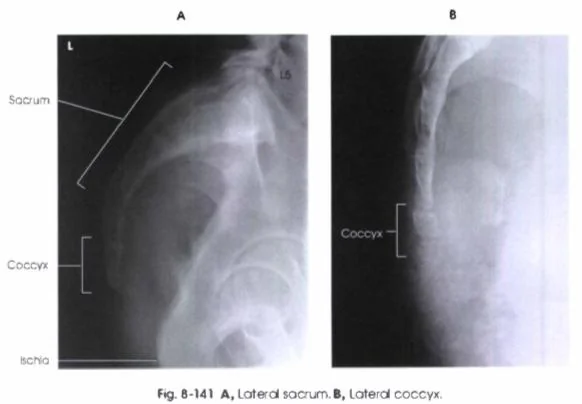 A
B
L
L5
Sacrum
Coccyx
Coccyx
Ischia
Fig. 8-141 A, Lateral sacrum. B, Lateral coccyx.